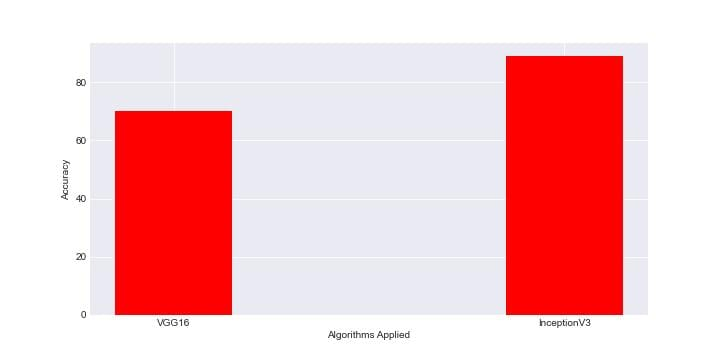 80
60
40
20
0
Accuracy
VGG16
InceptionV3
Algorithms Applied